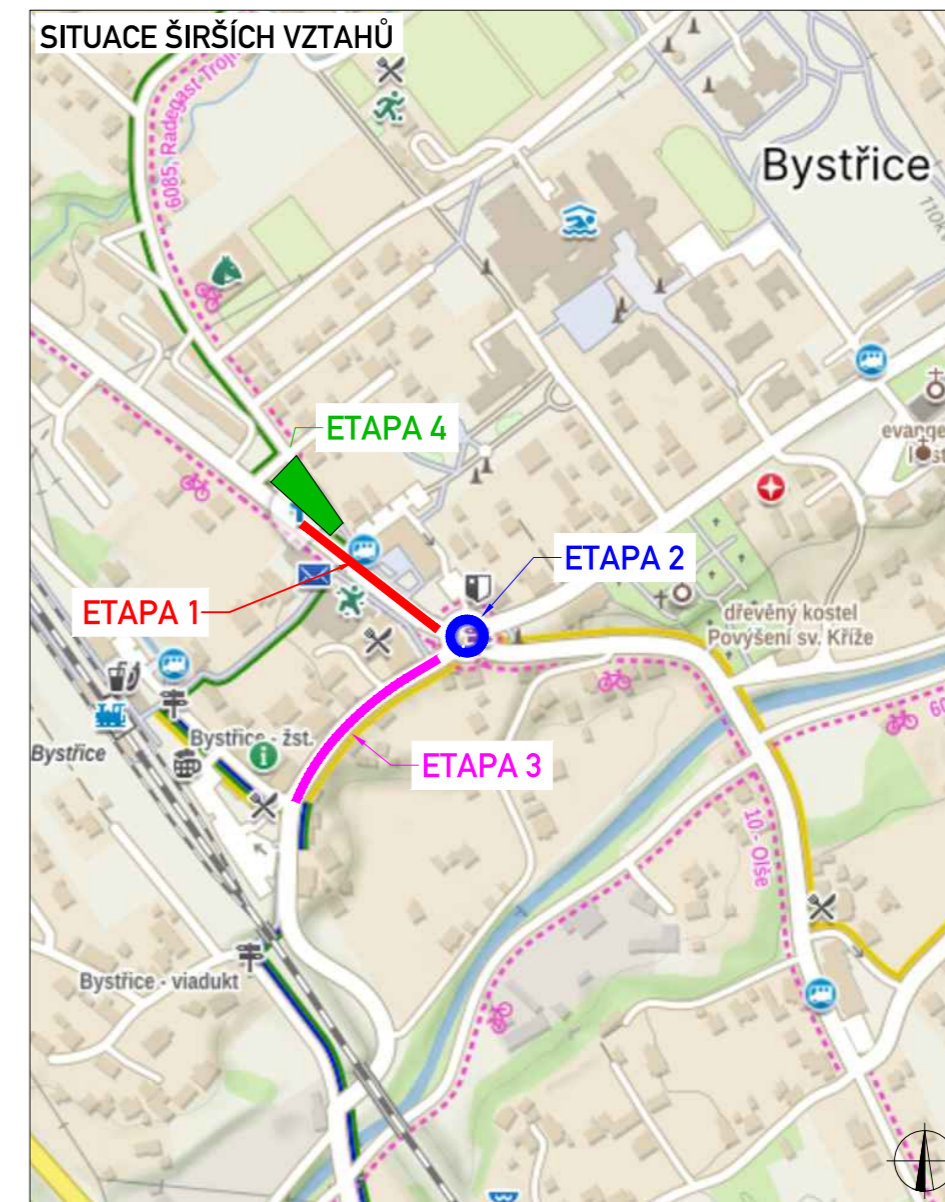 SITUACE ŠIRŠÍCH VZTAHŮ
6085, Radegast Troj
Bystřice
ETAPA 4
evange
ETAPA 2
ETAPA 1
dřevěný kostel
Povýšení sv. Kříže
Bystřice - žst.
Bystřice
ETAPA 3
10 - Olše
Bystřice - viadukt